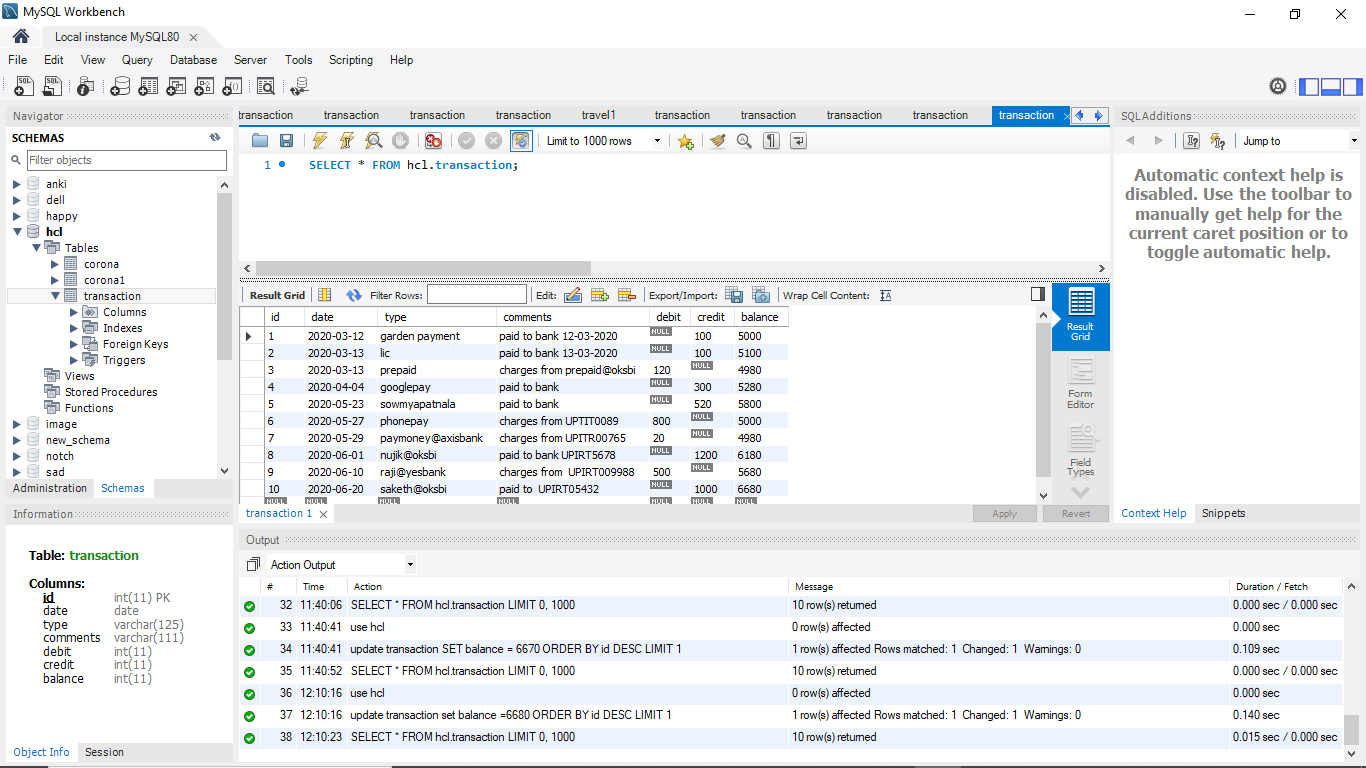 MySQL Workbench
Local instance MySQL80
File Edit View Query Database Server Tools Scripting Help
Navigator
SCHEMAS
Filter objects
anki
dell
happy
hcl
Tables
corona
corona1
transaction
Columns
Indexes
Foreign Keys
Triggers
Views
Stored Procedures
Functions
image
new_schema
notch
sad
Administration Schemas
Information
Table: transaction
Columns:
id int(11) PK
date date
type varchar(125)
comments varchar(111)
debit int(11)
credit int(11)
balance int(11)
Object Info Session
transaction transaction transaction transaction travel1 transaction transaction transaction transaction transaction
Limit to 1000 rows
1 SELECT * FROM hcl.transaction;
Result Grid Filter Rows: Edit: Export/Import: Wrap Cell Content:
id date type comments debit credit balance
1 2020-03-12 garden payment paid to bank 12-03-2020 NULL 100 5000
2 2020-03-13 lic paid to bank 13-03-2020 NULL 100 5100
3 2020-03-13 prepaid charges from prepaid@oksbi 120 NULL 4980
4 2020-04-04 googlepay paid to bank NULL 300 5280
5 2020-05-23 sowmyapatnala paid to bank NULL 520 5800
6 2020-05-27 phonepay charges from UPTIT0089 800 NULL 5000
7 2020-05-29 paymoney@axisbank charges from UPITR00765 20 NULL 4980
8 2020-06-01 nujik@oksbi paid to bank UPIRT5678 NULL 1200 6180
9 2020-06-10 raji@yesbank charges from UPIRT009988 500 NULL 5680
10 2020-06-20 saketh@oksbi paid to UPIRT05432 NULL 1000 6680
NULL NULL NULL NULL NULL NULL NULL
Result Grid
Form Editor
Field Types
transaction 1
Apply Revert
SQLAdditions
Jump to
Automatic context help is
disabled. Use the toolbar to
manually get help for the
current caret position or to
toggle automatic help.
Context Help Snippets
Output
Action Output
# Time Action Message Duration / Fetch
32 11:40:06 SELECT * FROM hcl.transaction LIMIT 0, 1000 10 row(s) returned 0.000 sec / 0.000 sec
33 11:40:41 use hcl 0 row(s) affected 0.000 sec
34 11:40:41 update transaction SET balance = 6670 ORDER BY id DESC LIMIT 1 1 row(s) affected Rows matched: 1 Changed: 1 Warnings: 0 0.109 sec
35 11:40:52 SELECT * FROM hcl.transaction LIMIT 0, 1000 10 row(s) returned 0.000 sec / 0.000 sec
36 12:10:16 use hcl 0 row(s) affected 0.000 sec
37 12:10:16 update transaction set balance =6680 ORDER BY id DESC LIMIT 1 1 row(s) affected Rows matched: 1 Changed: 1 Warnings: 0 0.140 sec
38 12:10:23 SELECT * FROM hcl.transaction LIMIT 0, 1000 10 row(s) returned 0.015 sec / 0.000 sec